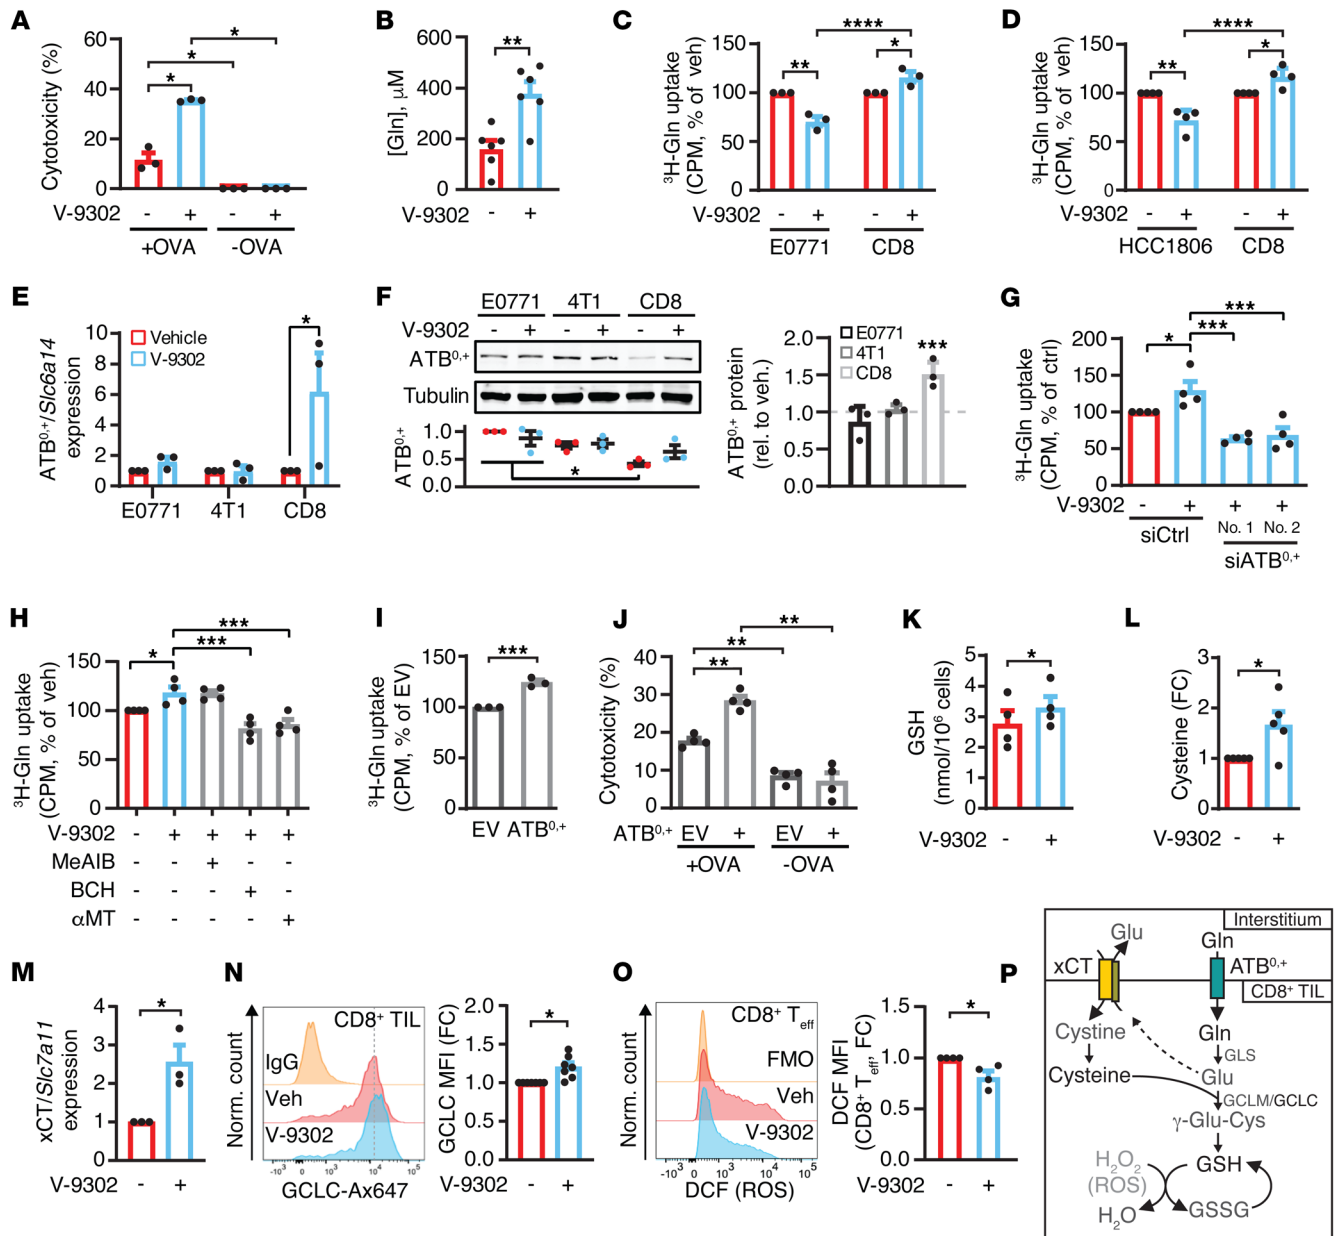 A
Cytotoxicity (%)
60
40
20
0
*
*
*
V-9302 - + - +
+OVA -OVA
B
[Gln], μM
600
400
200
0
**
V-9302 - +
C
³H-Gln uptake
(CPM, % of veh)
150
100
50
0
****
** *
V-9302 - + - +
E0771 CD8
D
³H-Gln uptake
(CPM, % of veh)
150
100
50
0
****
** *
V-9302 - + - +
HCC1806 CD8
E
ATB⁰,⁺/Slc6a14
expression
10
8
6
4
2
0
Vehicle
V-9302
*
E0771 4T1 CD8
F
E0771 4T1 CD8
V-9302 - + - + - +
ATB⁰,⁺
Tubulin
ATB⁰,⁺
1.0
0.5
0.0
*
ATB⁰,⁺ protein
(rel. to veh.)
2.0
1.5
1.0
0.5
0.0
E0771
4T1
CD8
***
G
³H-Gln uptake
(CPM, % of ctrl)
200
150
100
50
0
***
* ***
V-9302 - + + +
No. 1 No. 2
siCtrl
siATB⁰,⁺
H
³H-Gln uptake
(CPM, % of veh)
150
100
50
0
***
* ***
V-9302 - + + + +
MeAIB - - + - -
BCH - - - + -
αMT - - - - +
I
³H-Gln uptake
(CPM, % of EV)
150
100
50
0
***
EV ATB⁰,⁺
J
Cytotoxicity (%)
40
30
20
10
0
**
**
**
ATB⁰,⁺ EV + EV +
+OVA -OVA
K
GSH
(nmol/10⁶ cells)
5
4
3
2
1
0
*
V-9302 - +
L
Cysteine (FC)
3
2
1
0
*
V-9302 - +
M
xCT/Slc7a11
expression
4
3
2
1
0
*
V-9302 - +
N
Norm. count
CD8⁺ TIL
IgG
Veh
V-9302
-10³ 0 10³ 10⁴ 10⁵
GCLC-Ax647
GCLC MFI (FC)
2.0
1.5
1.0
0.5
0.0
*
V-9302 - +
O
Norm. count
CD8⁺ Teff
FMO
Veh
V-9302
-10³ 0 10³ 10⁴ 10⁵
DCF (ROS)
DCF MFI
(CD8⁺ Teff, FC)
1.5
1.0
0.5
0.0
*
V-9302 - +
P
Interstitium
Glu
Gln
xCT
ATB⁰,⁺
CD8⁺ TIL
Cystine
Gln
GLS
Cysteine
Glu
GCLM/GCLC
γ-Glu-Cys
H₂O₂
(ROS)
GSH
H₂O
GSSG